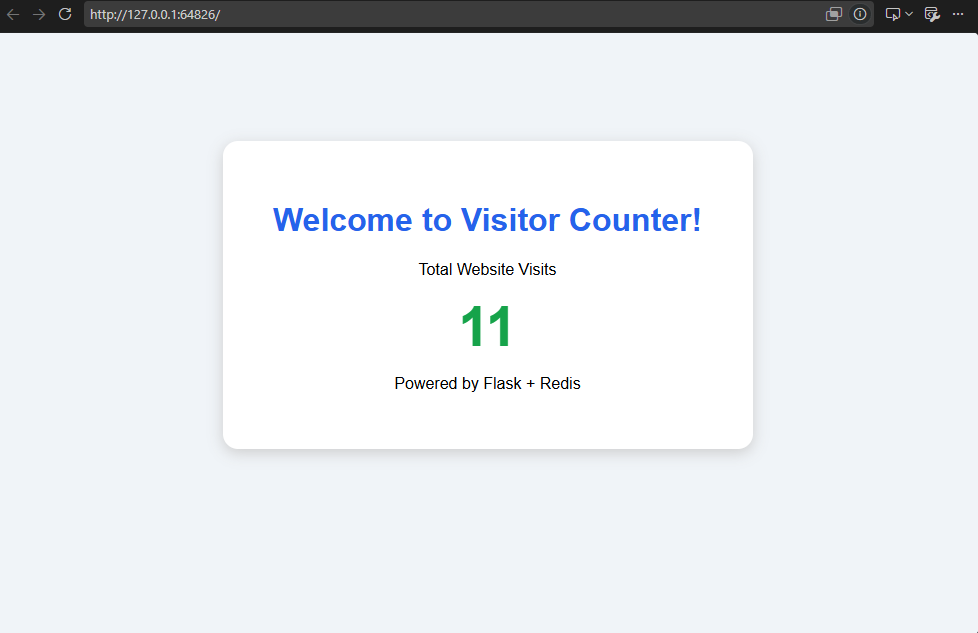 http://127.0.0.1:64826/
Welcome to Visitor Counter!
Total Website Visits
11
Powered by Flask + Redis